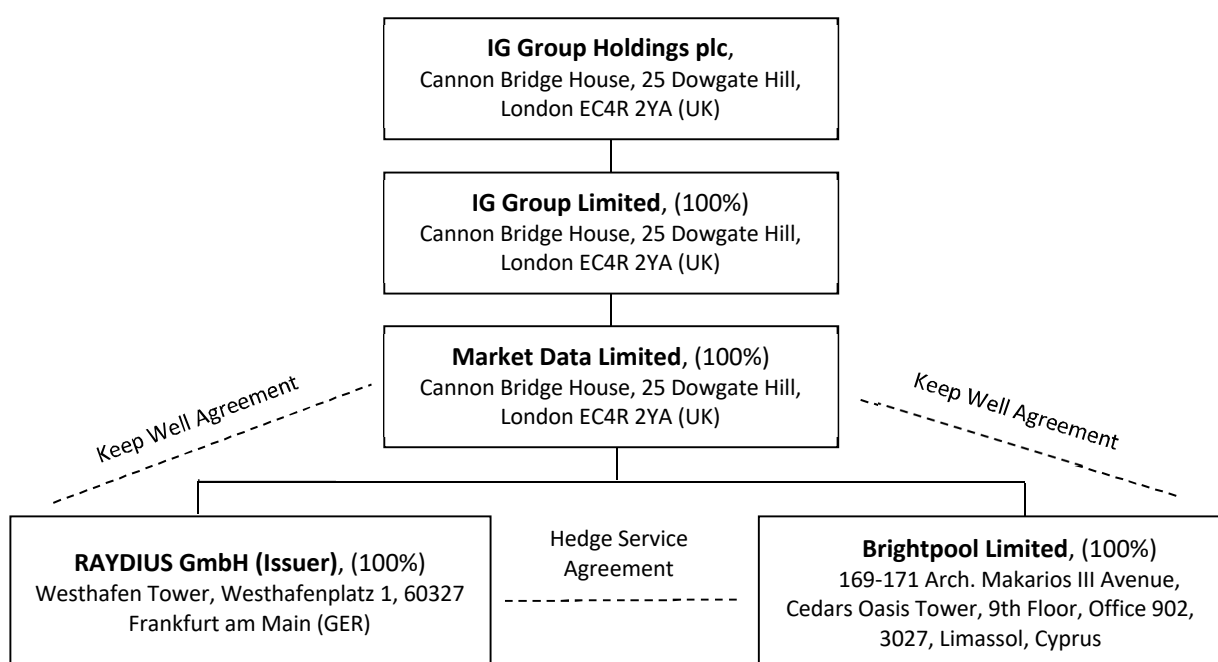 IG Group Holdings plc,
Cannon Bridge House, 25 Dowgate Hill,
London EC4R 2YA (UK)
IG Group Limited, (100%)
Cannon Bridge House, 25 Dowgate Hill,
London EC4R 2YA (UK)
Market Data Limited, (100%)
Cannon Bridge House, 25 Dowgate Hill,
London EC4R 2YA (UK)
Keep Well Agreement
Keep Well Agreement
RAYDIUS GmbH (Issuer), (100%)
Westhafen Tower, Westhafenplatz 1, 60327
Frankfurt am Main (GER)
Hedge Service
Agreement
Brightpool Limited, (100%)
169-171 Arch. Makarios III Avenue,
Cedars Oasis Tower, 9th Floor, Office 902,
3027, Limassol, Cyprus